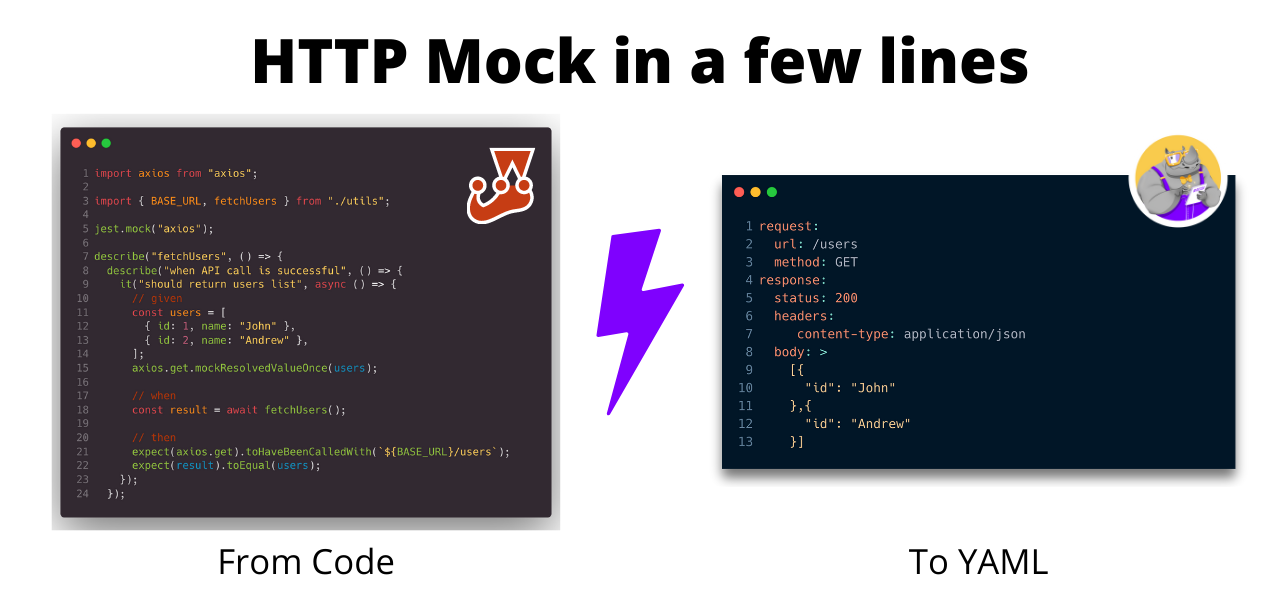 HTTP Mock in a few lines
1 import axios from "axios";
2
3 import { BASE_URL, fetchUsers } from "./utils";
4
5 jest.mock("axios");
6
7 describe("fetchUsers", () => {
8   describe("when API call is successful", () => {
9     it("should return users list", async () => {
10       // given
11       const users = [
12         { id: 1, name: "John" },
13         { id: 2, name: "Andrew" },
14       ];
15       axios.get.mockResolvedValueOnce(users);
16
17       // when
18       const result = await fetchUsers();
19
20       // then
21       expect(axios.get).toHaveBeenCalledWith(`${BASE_URL}/users`);
22       expect(result).toEqual(users);
23     });
24   });
From Code
1 request:
2   url: /users
3   method: GET
4 response:
5   status: 200
6   headers:
7      content-type: application/json
8   body: >
9     [{
10       "id": "John"
11     },{
12       "id": "Andrew"
13     }]
To YAML